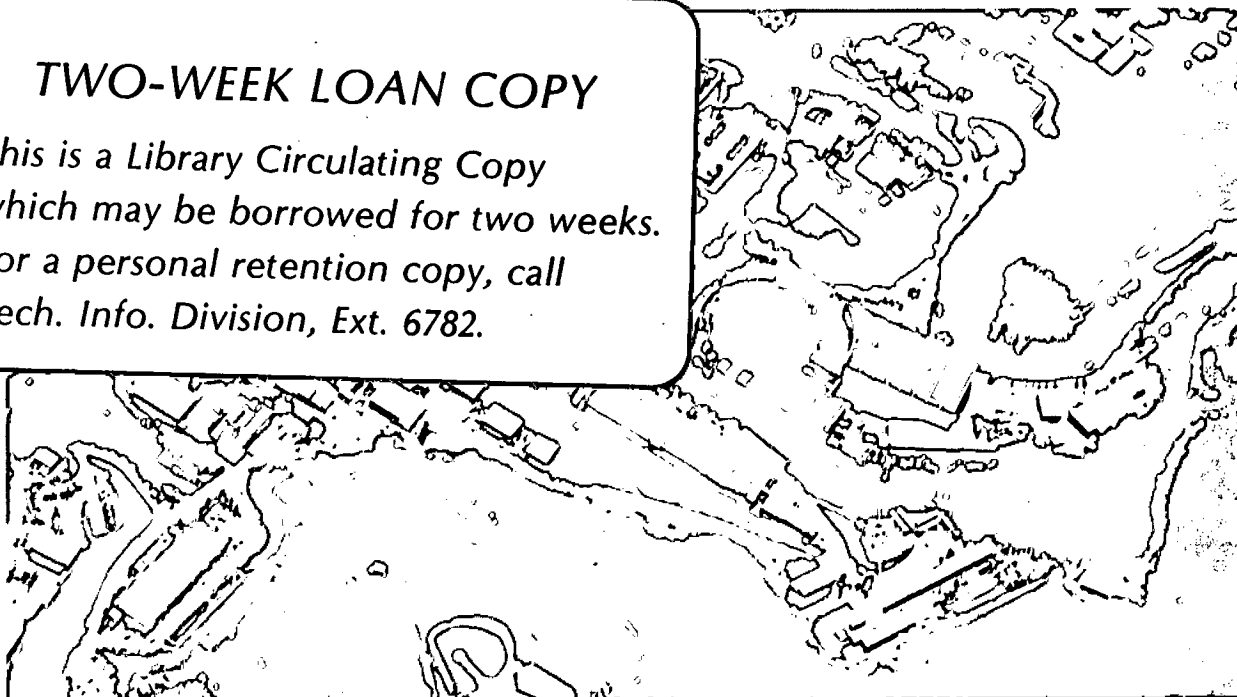 TWO-WEEK LOAN COPY
his is a Library Circulating Copy
which may be borrowed for two weeks.
or a personal retention copy, call
ech. Info. Division, Ext. 6782.